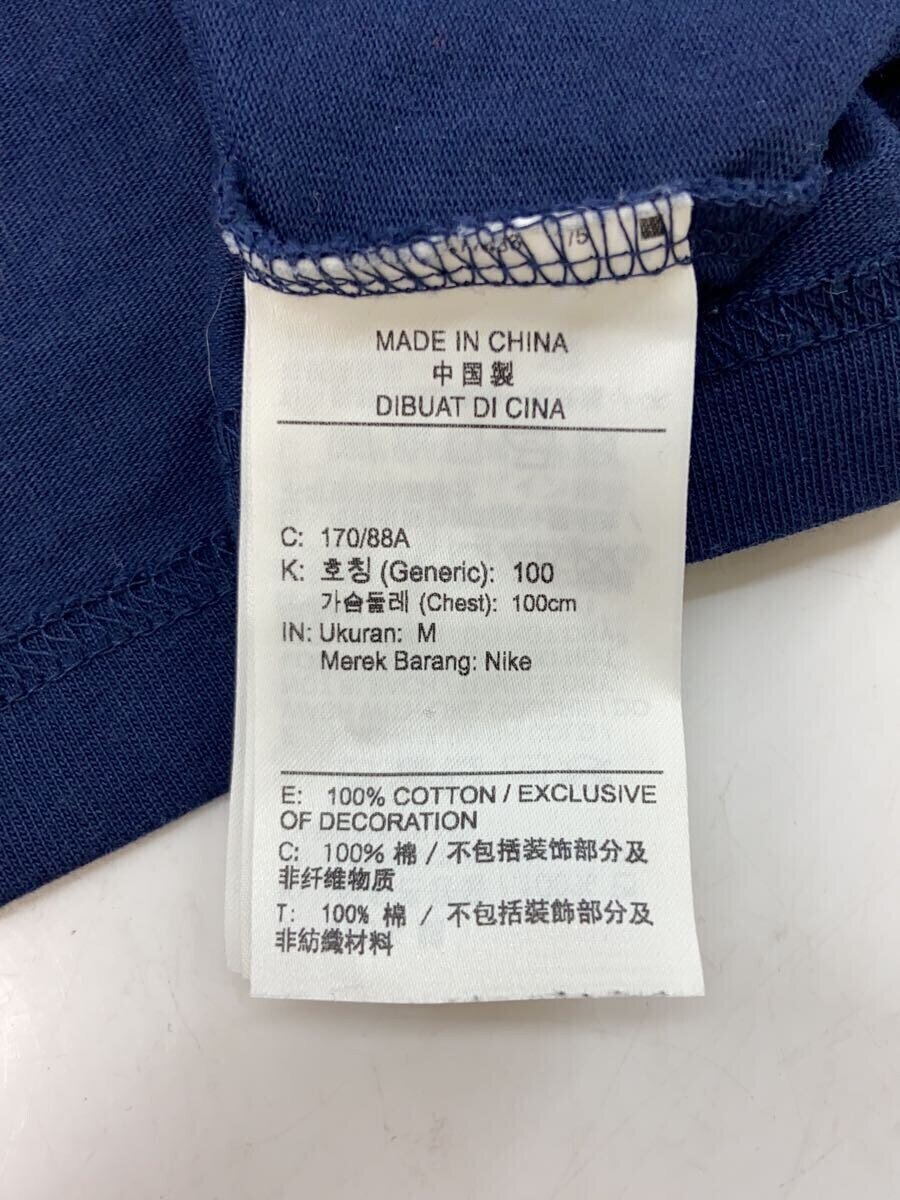 MADE IN CHINA
中国製
DIBUAT DI CINA
C: 170/88A
K: 호칭 (Generic): 100
가슴둘레 (Chest): 100cm
IN: Ukuran: M
Merek Barang: Nike
E: 100% COTTON / EXCLUSIVE
OF DECORATION
C: 100% 棉 / 不包括装饰部分及
非纤维物质
T: 100% 棉 / 不包括裝飾部分及
非紡織材料